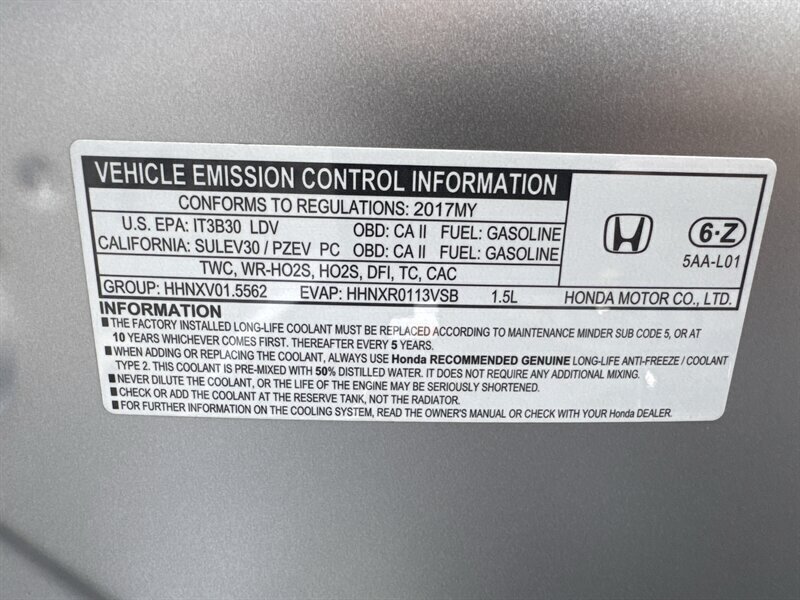 VEHICLE EMISSION CONTROL INFORMATION
CONFORMS TO REGULATIONS: 2017MY
U.S. EPA: IT3B30 LDV OBD: CA II FUEL: GASOLINE
CALIFORNIA: SULEV30 / PZEV PC OBD: CA II FUEL: GASOLINE
TWC, WR-HO2S, HO2S, DFI, TC, CAC
GROUP: HHNXV01.5562 EVAP: HHNXR0113VSB 1.5L
6·Z
5AA-L01
HONDA MOTOR CO., LTD.
INFORMATION
■ THE FACTORY INSTALLED LONG-LIFE COOLANT MUST BE REPLACED ACCORDING TO MAINTENANCE MINDER SUB CODE 5, OR AT
10 YEARS WHICHEVER COMES FIRST. THEREAFTER EVERY 5 YEARS.
■ WHEN ADDING OR REPLACING THE COOLANT, ALWAYS USE Honda RECOMMENDED GENUINE LONG-LIFE ANTI-FREEZE / COOLANT
TYPE 2. THIS COOLANT IS PRE-MIXED WITH 50% DISTILLED WATER. IT DOES NOT REQUIRE ANY ADDITIONAL MIXING.
■ NEVER DILUTE THE COOLANT, OR THE LIFE OF THE ENGINE MAY BE SERIOUSLY SHORTENED.
■ CHECK OR ADD THE COOLANT AT THE RESERVE TANK, NOT THE RADIATOR.
■ FOR FURTHER INFORMATION ON THE COOLING SYSTEM, READ THE OWNER'S MANUAL OR CHECK WITH YOUR Honda DEALER.